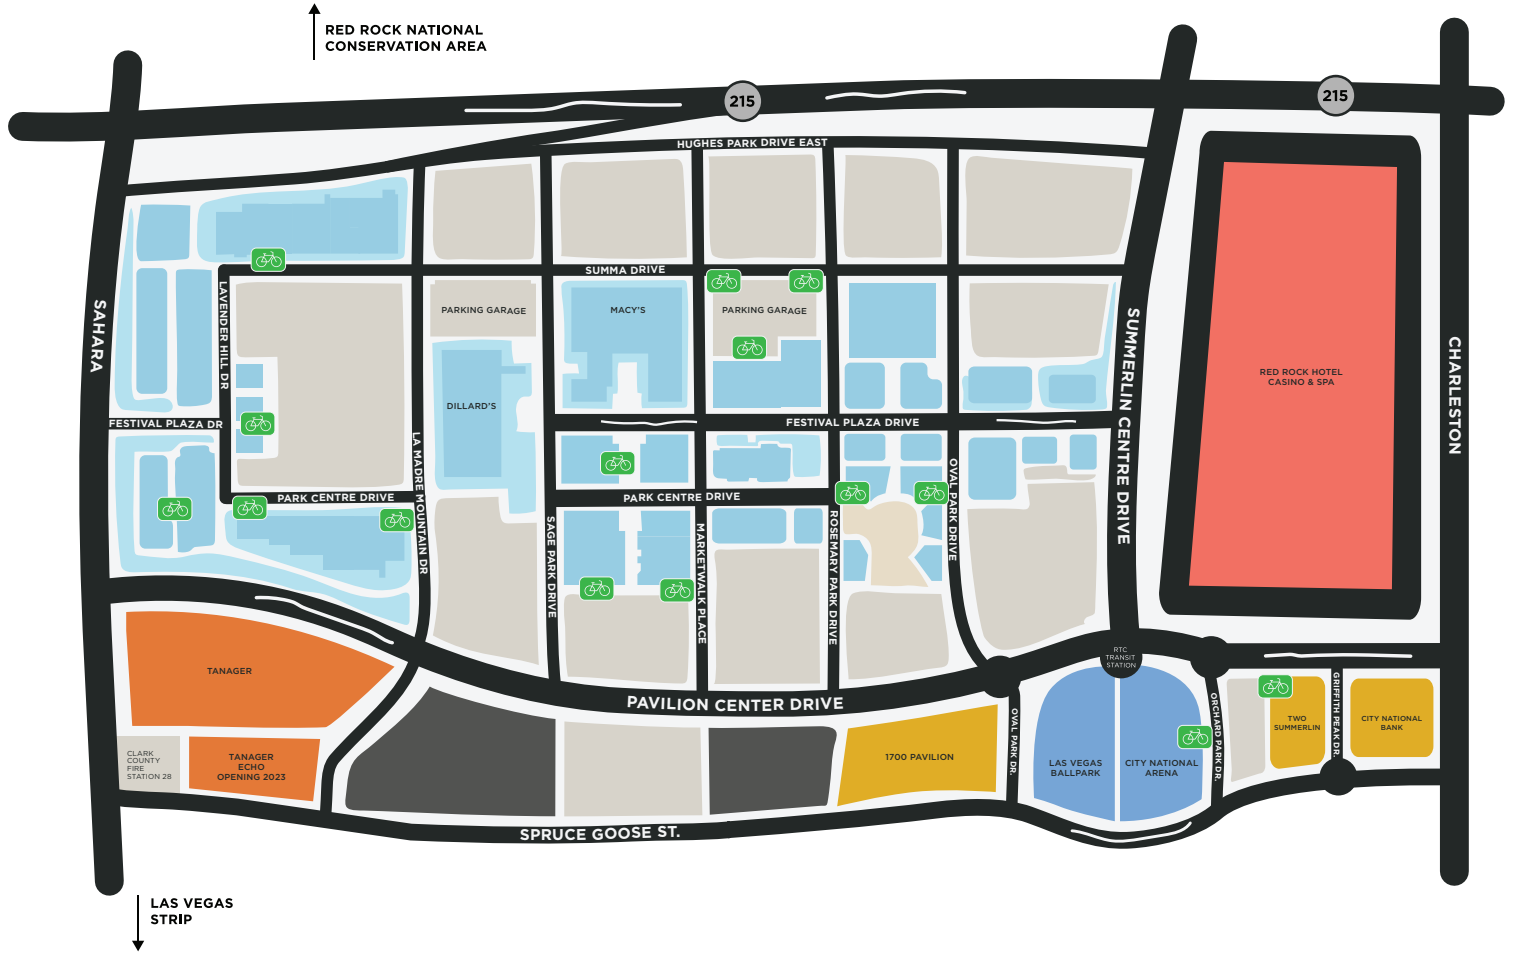 RED ROCK NATIONAL
CONSERVATION AREA
215
215
HUGHES PARK DRIVE EAST
SUMMA DRIVE
SAHARA
LAVENDER HILL DR
PARKING GARAGE
MACY'S
PARKING GARAGE
SUMMERLIN CENTRE DRIVE
CHARLESTON
RED ROCK HOTEL
CASINO & SPA
DILLARD'S
FESTIVAL PLAZA DR
FESTIVAL PLAZA DRIVE
LA MADRE MOUNTAIN DR
PARK CENTRE DRIVE
PARK CENTRE DRIVE
OVAL PARK DRIVE
SAGE PARK DRIVE
MARKETWALK PLACE
ROSEMARY PARK DRIVE
RTC
TRANSIT
STATION
TANAGER
PAVILION CENTER DRIVE
OVAL PARK DR.
ORCHARD PARK DR.
GRIFFITH PEAK DR.
TWO
SUMMERLIN
CITY NATIONAL
BANK
CLARK
COUNTY
FIRE
STATION 28
TANAGER
ECHO
OPENING 2023
1700 PAVILION
LAS VEGAS
BALLPARK
CITY NATIONAL
ARENA
SPRUCE GOOSE ST.
LAS VEGAS
STRIP